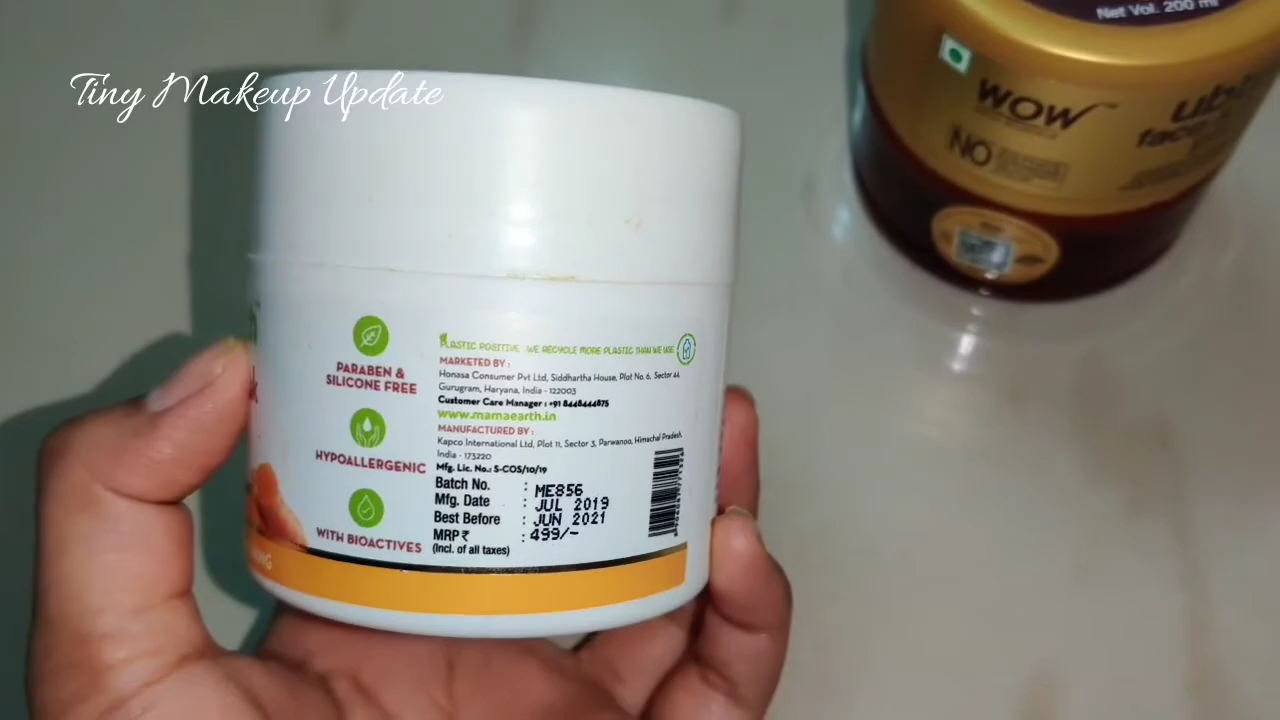 Tiny Makeup Update
Net Vol. 200 ml
WOW
NO
face
PARABEN &
SILICONE FREE
HYPOALLERGENIC
WITH BIOACTIVES
PLASTIC POSITIVE WE RECYCLE MORE PLASTIC THAN WE USE
MARKETED BY :
Honasa Consumer Pvt Ltd, Siddhartha House, Plot No. 6, Sector 44,
Gurugram, Haryana, India - 122003
Customer Care Manager : +91 8448444875
www.mamaearth.in
MANUFACTURED BY :
Kapco International Ltd, Plot 11, Sector 3, Parwanoo, Himachal Pradesh,
India - 173220
Mfg. Lic. No.: S-COS/10/19
Batch No. : ME856
Mfg. Date : JUL 2019
Best Before : JUN 2021
MRP ₹ : 499/-
(Incl. of all taxes)